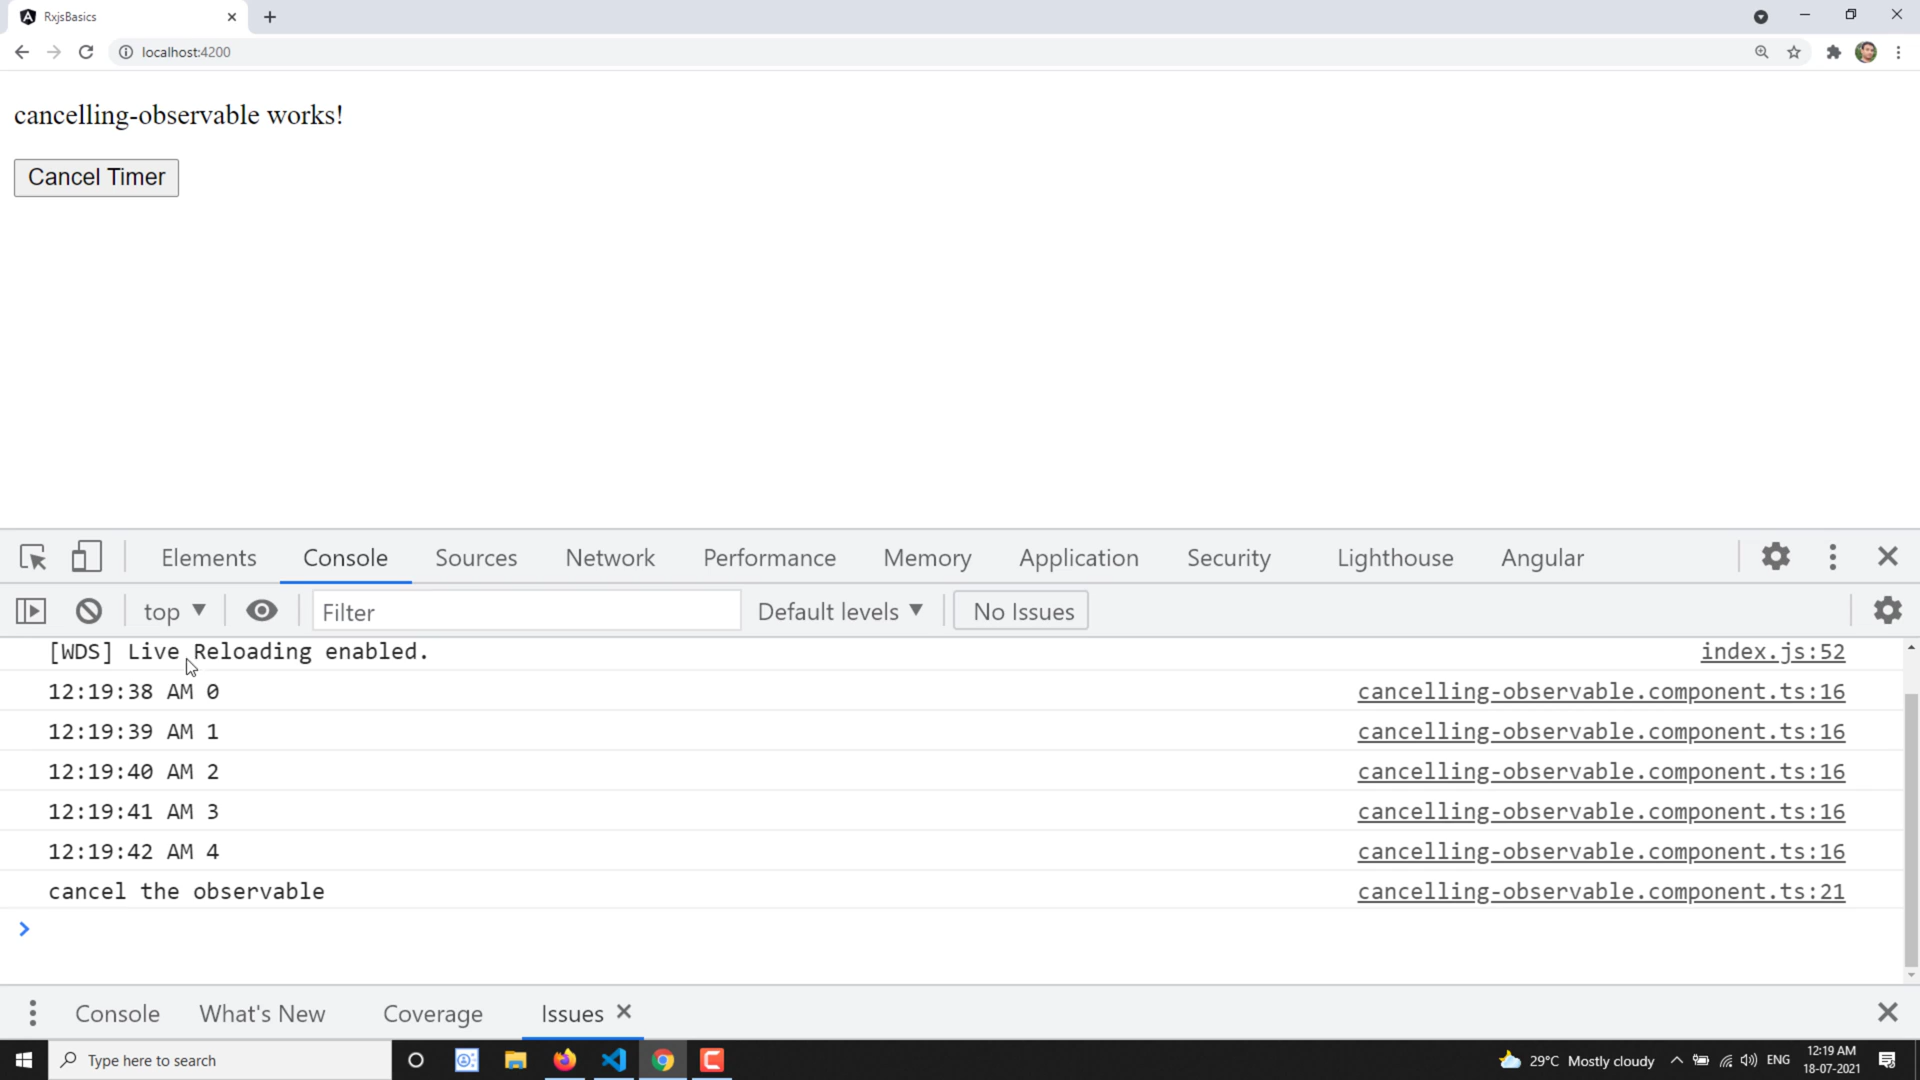 RxjsBasics
localhost:4200
cancelling-observable works!
Cancel Timer
Elements Console Sources Network Performance Memory Application Security Lighthouse Angular
top Filter Default levels No Issues
[WDS] Live Reloading enabled. index.js:52
12:19:38 AM 0 cancelling-observable.component.ts:16
12:19:39 AM 1 cancelling-observable.component.ts:16
12:19:40 AM 2 cancelling-observable.component.ts:16
12:19:41 AM 3 cancelling-observable.component.ts:16
12:19:42 AM 4 cancelling-observable.component.ts:16
cancel the observable cancelling-observable.component.ts:21
Console What's New Coverage Issues
Type here to search 29°C Mostly cloudy ENG 12:19 AM
18-07-2021